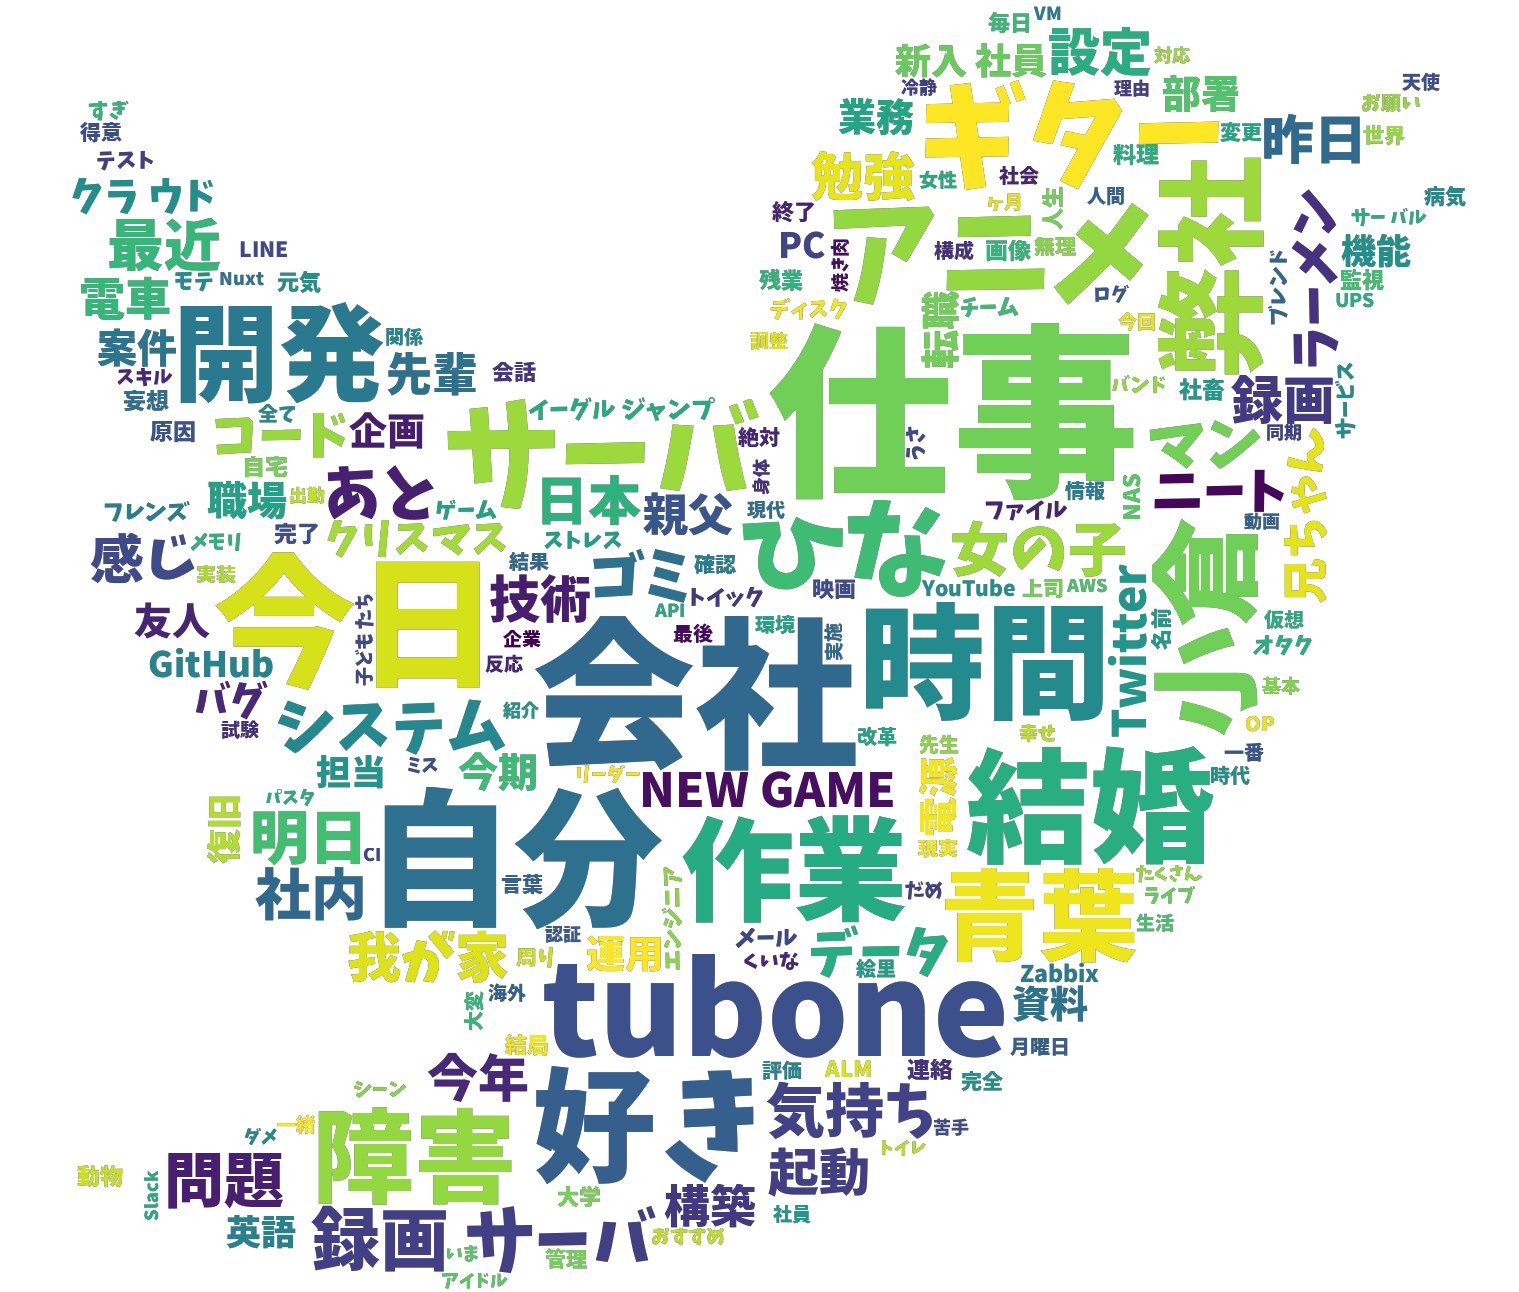 毎日
VM
新入 社員
設定
対応
冷静
理由
部署
天使
お願い
すぎ
得意
業務
ギター
変更
昨日
世界
テスト
勉強
女性
社会
料理
クラウド
終了
ヶ月
人生
人間
弊社
ラーメン
病気
サーバル
最近
LINE
PC
焼き肉
アニメ
構成
画像
無理
機能
電車
モテ
Nuxt
元気
残業
ログ
ブレンド
監視
UPS
ディスク
転職
チーム
今回
案件
開発
関係
先輩
会話
調整
仕事
スキル
妄想
バンド
社畜
録画
サービス
原因
全て
コード
企画
サーバ
イーグル ジャンプ
絶対
うさ
マン
同期
自宅
あと
身体
情報
ニート
兄ちゃん
職場
出勤
ゲーム
日本
親父
現代
ファイル
NAS
動画
フレンズ
完了
クリスマス
ストレス
ひな
女の子
小倉
感じ
メモリ
実装
今日
結果
ゴミ
確認
技術
映画
YouTube
上司
AWS
Twitter
名前
仮想
友人
子どもたち
企業
API
トイック
最後
環境
実施
時間
オタク
GitHub
反応
会社
バグ
試験
システム
紹介
改革
基本
OP
先生
幸せ
一番
担当
ミス
今期
リーダー
NEW GAME
電源
結婚
時代
パスタ
復旧
明日
CI
自分
作業
現実
社内
言葉
エンジニア
だめ
青葉
たくさん
ライブ
生活
我が家
周り
認証
運用
メール
くいな
データ
絵里
大変
海外
tubone
Zabbix
資料
結局
月曜日
今年
評価
ALM
連絡
完全
シーン
好き
気持ち
苦手
一緒
ダメ
障害
トイレ
動物
Slack
問題
起動
大学
構築
社員
英語
録画 サーバ
いま
管理
おすすめ
アイドル